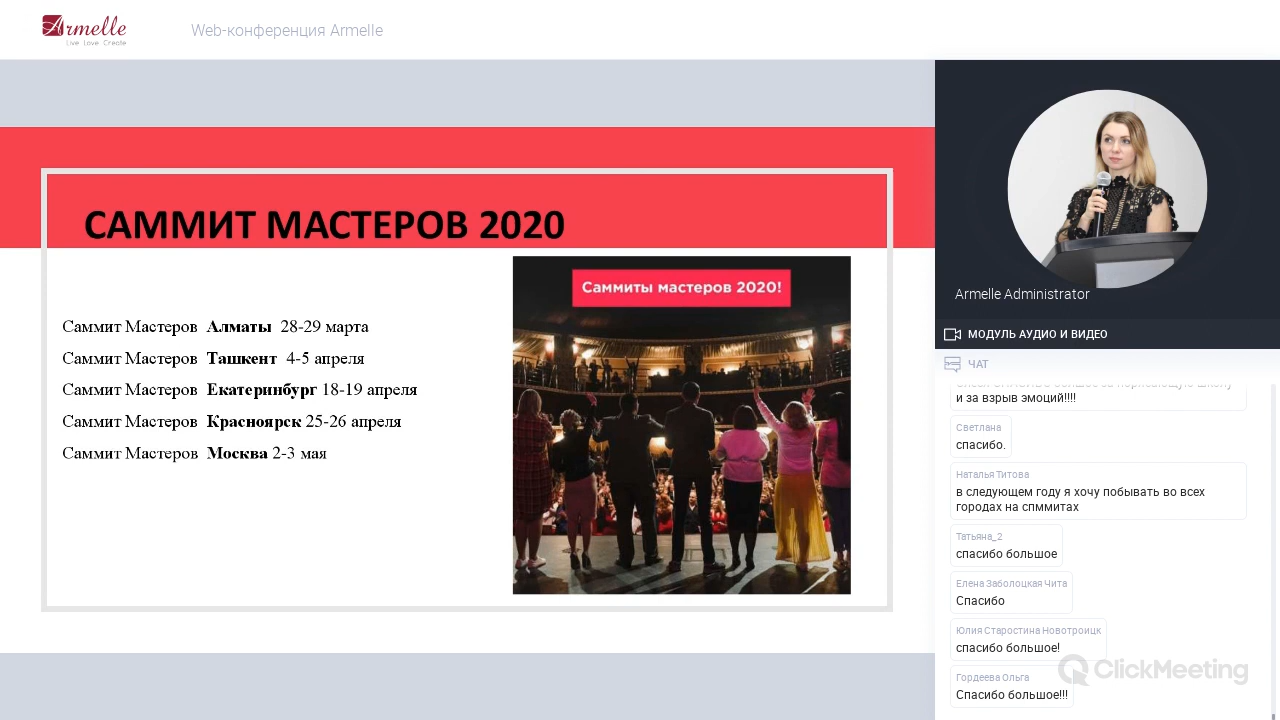 Armelle
Live Love Create
Web-конференция Armelle
САММИТ МАСТЕРОВ 2020
Саммит Мастеров Алматы 28-29 марта
Саммит Мастеров Ташкент 4-5 апреля
Саммит Мастеров Екатеринбург 18-19 апреля
Саммит Мастеров Красноярск 25-26 апреля
Саммит Мастеров Москва 2-3 мая
Саммиты мастеров 2020!
Armelle Administrator
МОДУЛЬ АУДИО И ВИДЕО
ЧАТ
и за взрыв эмоций!!!!
Светлана
спасибо.
Наталья Титова
в следующем году я хочу побывать во всех
городах на спммитах
Татьяна_2
спасибо большое
Елена Заболоцкая Чита
Спасибо
Юлия Старостина Новотроицк
спасибо большое!
Гордеева Ольга
Спасибо большое!!!
ClickMeeting